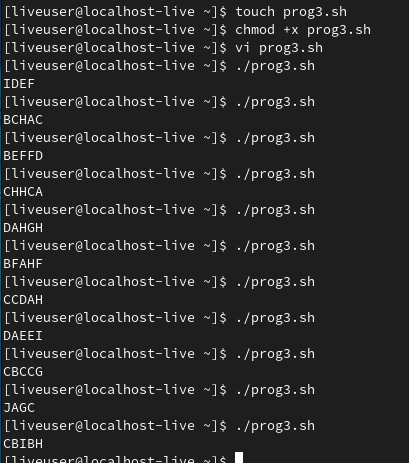 [liveuser@localhost-live ~]$ touch prog3.sh
[liveuser@localhost-live ~]$ chmod +x prog3.sh
[liveuser@localhost-live ~]$ vi prog3.sh
[liveuser@localhost-live ~]$ ./prog3.sh
IDEF
[liveuser@localhost-live ~]$ ./prog3.sh
BCHAC
[liveuser@localhost-live ~]$ ./prog3.sh
BEFFD
[liveuser@localhost-live ~]$ ./prog3.sh
CHHCA
[liveuser@localhost-live ~]$ ./prog3.sh
DAHGH
[liveuser@localhost-live ~]$ ./prog3.sh
BFAHF
[liveuser@localhost-live ~]$ ./prog3.sh
CCDAH
[liveuser@localhost-live ~]$ ./prog3.sh
DAEEI
[liveuser@localhost-live ~]$ ./prog3.sh
CBCCG
[liveuser@localhost-live ~]$ ./prog3.sh
JAGC
[liveuser@localhost-live ~]$ ./prog3.sh
CBIBH
[liveuser@localhost-live ~]$